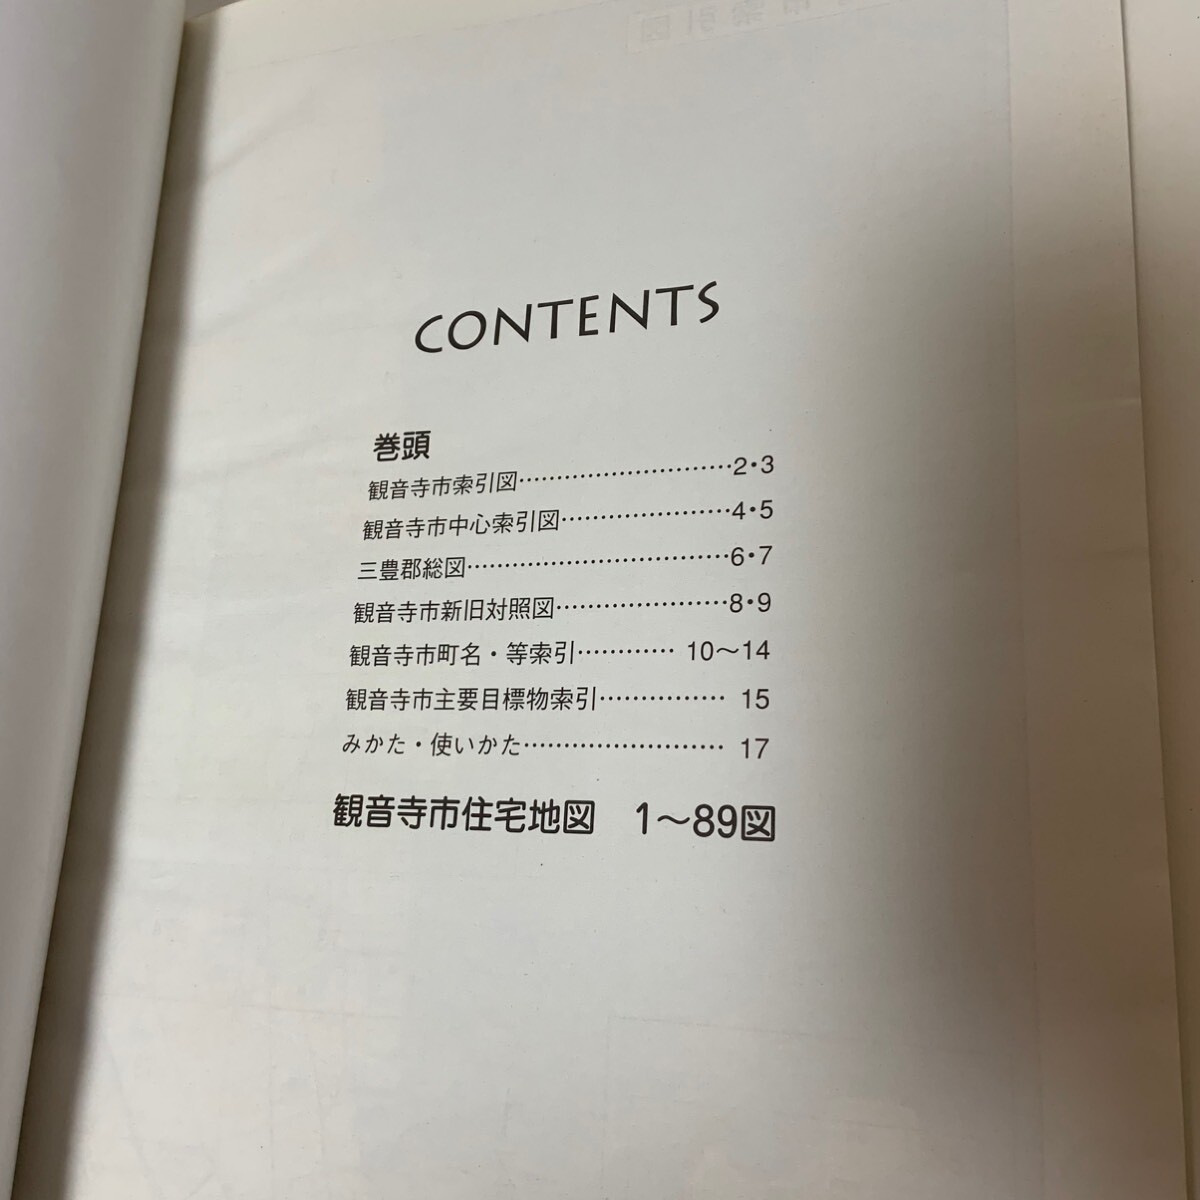 CONTENTS
巻頭
観音寺市索引図…………………………2・3
観音寺市中心索引図……………………4・5
三豊郡総図………………………………6・7
観音寺市新旧対照図……………………8・9
観音寺市町名・等索引………… 10〜14
観音寺市主要目標物索引…………… 15
みかた・使いかた…………………… 17
観音寺市住宅地図 1〜89図